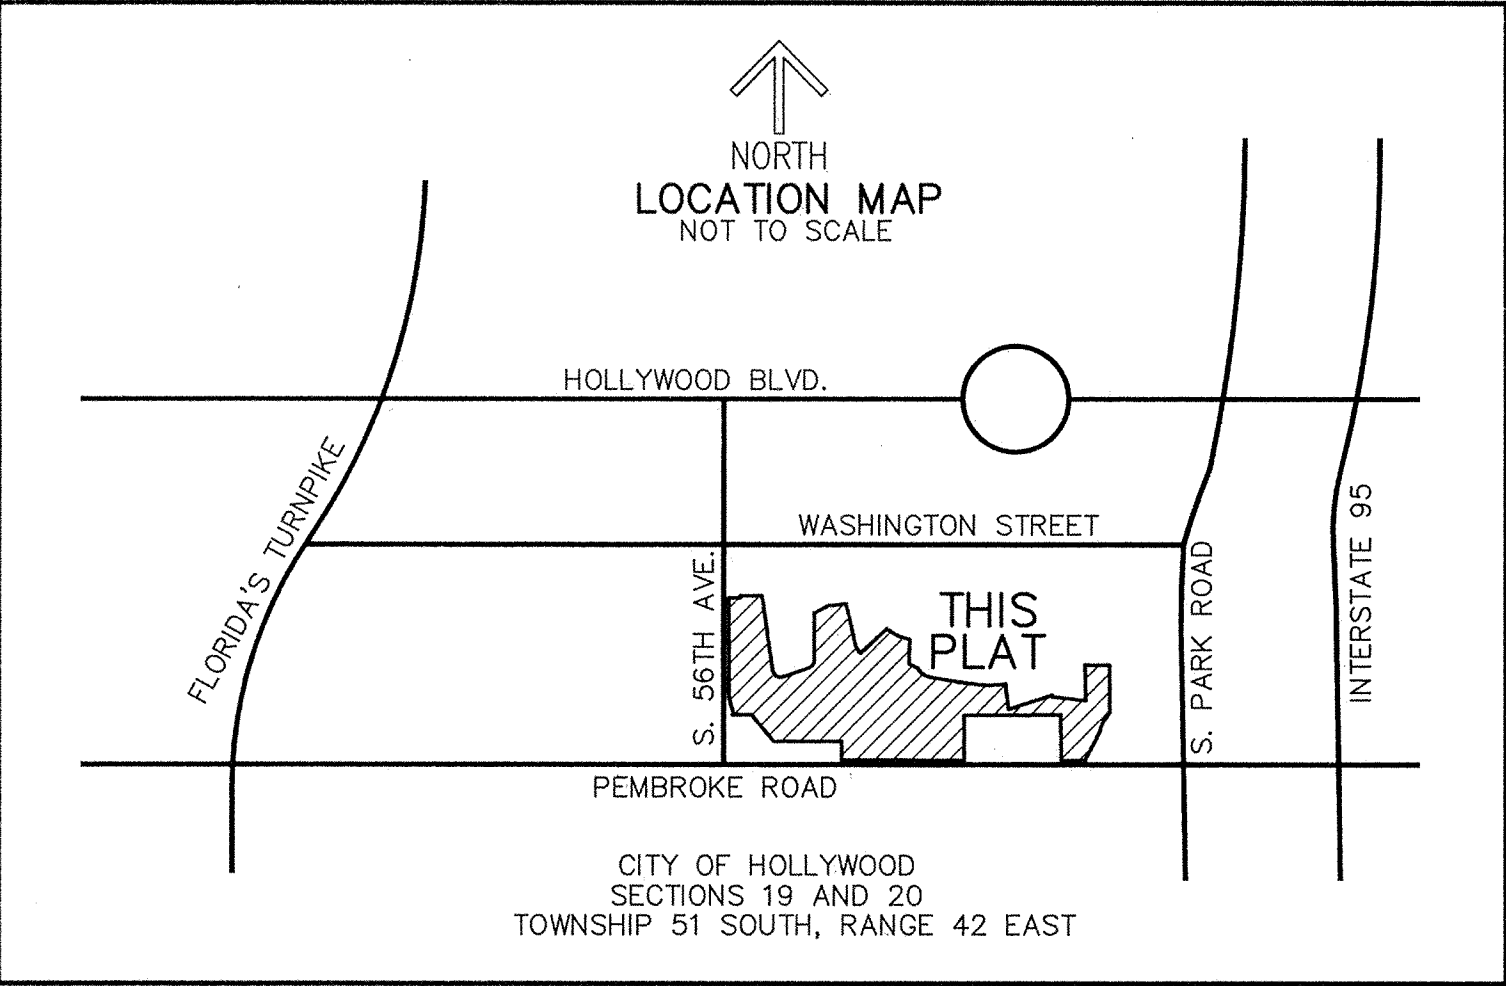 NORTH
LOCATION MAP
NOT TO SCALE
HOLLYWOOD BLVD.
FLORIDA'S TURNPIKE
WASHINGTON STREET
S. 56TH AVE.
THIS
PLAT
S. PARK ROAD
INTERSTATE 95
PEMBROKE ROAD
CITY OF HOLLYWOOD
SECTIONS 19 AND 20
TOWNSHIP 51 SOUTH, RANGE 42 EAST